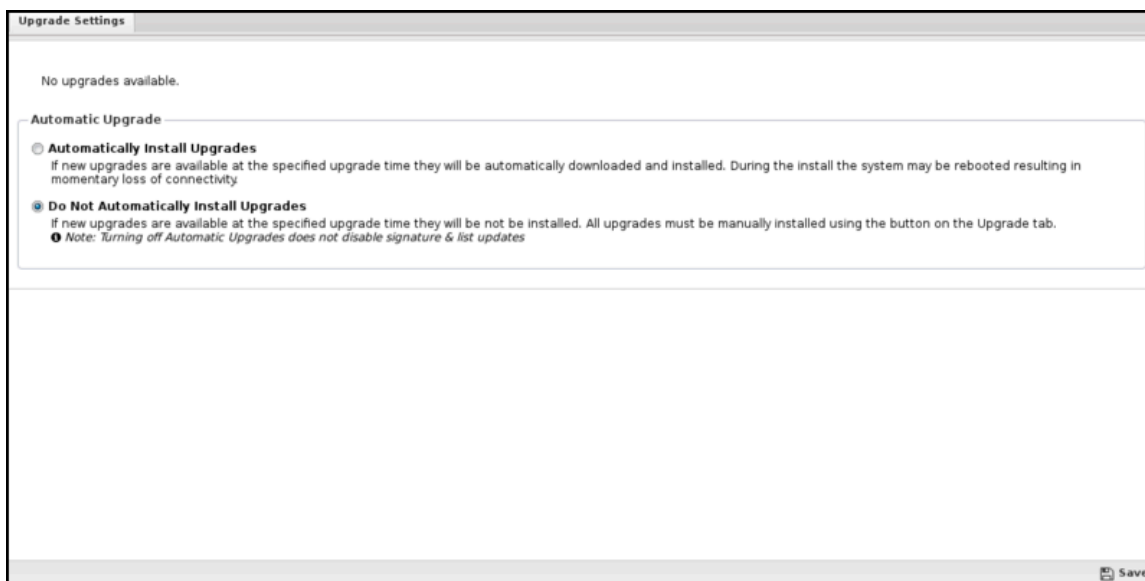 Upgrade Settings
No upgrades available.
Automatic Upgrade
Automatically Install Upgrades
If new upgrades are available at the specified upgrade time they will be automatically downloaded and installed. During the install the system may be rebooted resulting in
momentary loss of connectivity.
Do Not Automatically Install Upgrades
If new upgrades are available at the specified upgrade time they will be not be installed. All upgrades must be manually installed using the button on the Upgrade tab.
Note: Turning off Automatic Upgrades does not disable signature & list updates
Save